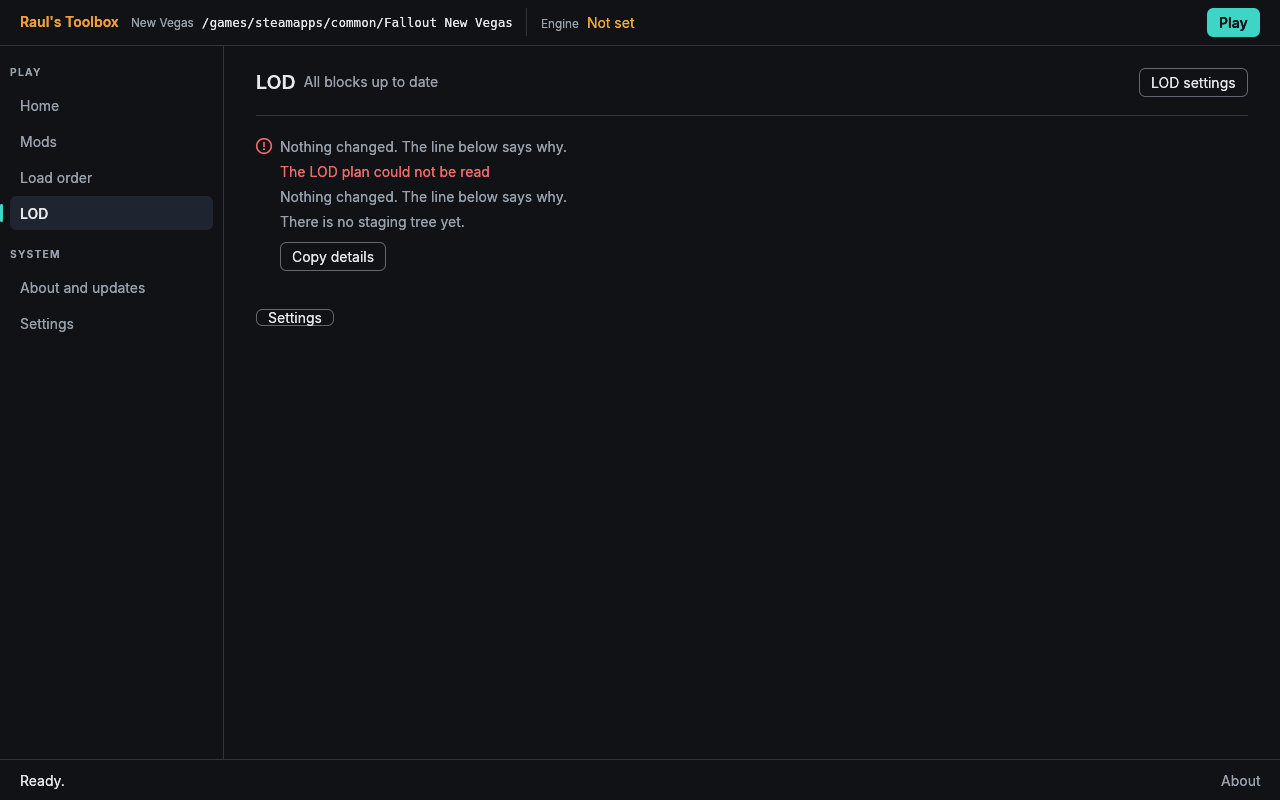 Raul's Toolbox New Vegas /games/steamapps/common/Fallout New Vegas Engine Not set Play
PLAY
Home
Mods
Load order
LOD
SYSTEM
About and updates
Settings
LOD All blocks up to date LOD settings
Nothing changed. The line below says why.
The LOD plan could not be read
Nothing changed. The line below says why.
There is no staging tree yet.
Copy details
Settings
Ready. About